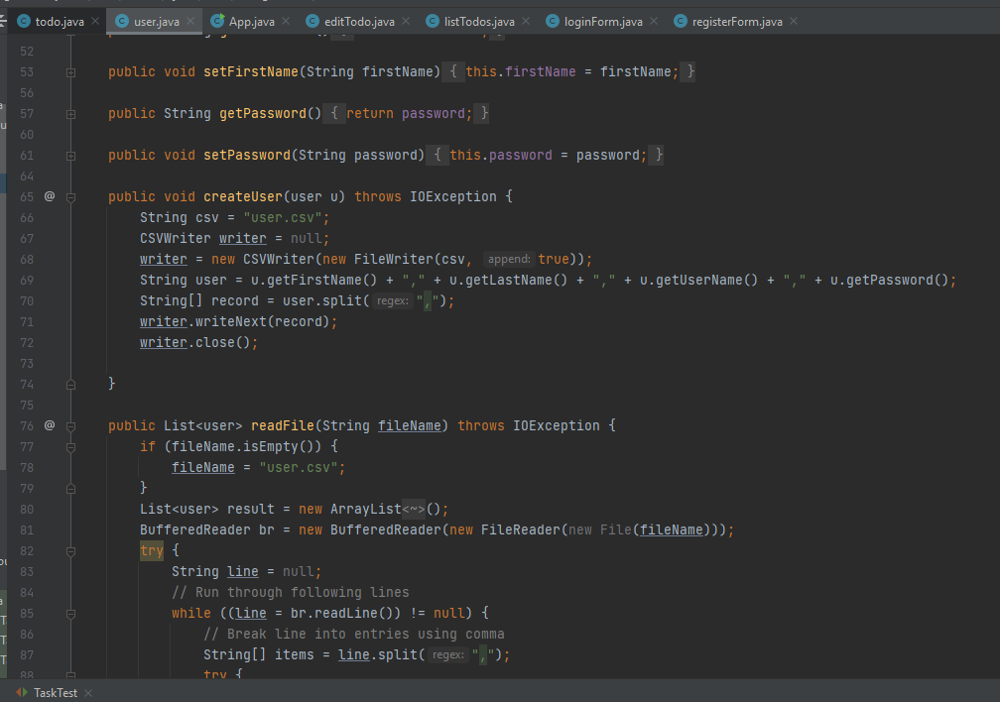 todo.java user.java App.java editTodo.java listTodos.java loginForm.java registerForm.java
52
53 public void setFirstName(String firstName) { this.firstName = firstName; }
56
57 public String getPassword() { return password; }
60
61 public void setPassword(String password) { this.password = password; }
64
65 @ public void createUser(user u) throws IOException {
66 String csv = "user.csv";
67 CSVWriter writer = null;
68 writer = new CSVWriter(new FileWriter(csv, append: true));
69 String user = u.getFirstName() + "," + u.getLastName() + "," + u.getUserName() + "," + u.getPassword();
70 String[] record = user.split( regex: ",");
71 writer.writeNext(record);
72 writer.close();
73
74 }
75
76 @ public List<user> readFile(String fileName) throws IOException {
77 if (fileName.isEmpty()) {
78 fileName = "user.csv";
79 }
80 List<user> result = new ArrayList<~>();
81 BufferedReader br = new BufferedReader(new FileReader(new File(fileName)));
82 try {
83 String line = null;
84 // Run through following lines
85 while ((line = br.readLine()) != null) {
86 // Break line into entries using comma
87 String[] items = line.split( regex: ",");
88 try {
TaskTest